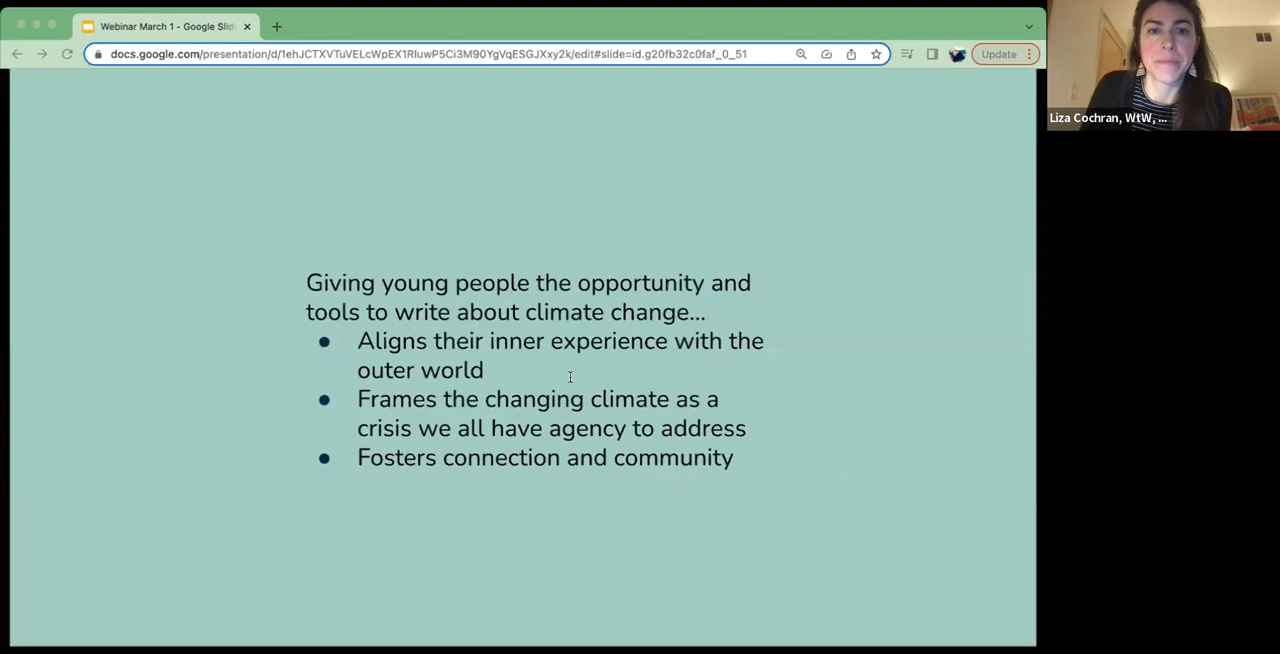 Webinar March 1 - Google Slid
docs.google.com/presentation/d/1ehJCTXVTuVELcWpEX1RIuwP5Ci3M90YgVqESGJXxy2k/edit#slide=id.g20fb32c0faf_0_51
Update
Liza Cochran, WtW, ...
Giving young people the opportunity and
tools to write about climate change...
● Aligns their inner experience with the
outer world
● Frames the changing climate as a
crisis we all have agency to address
● Fosters connection and community